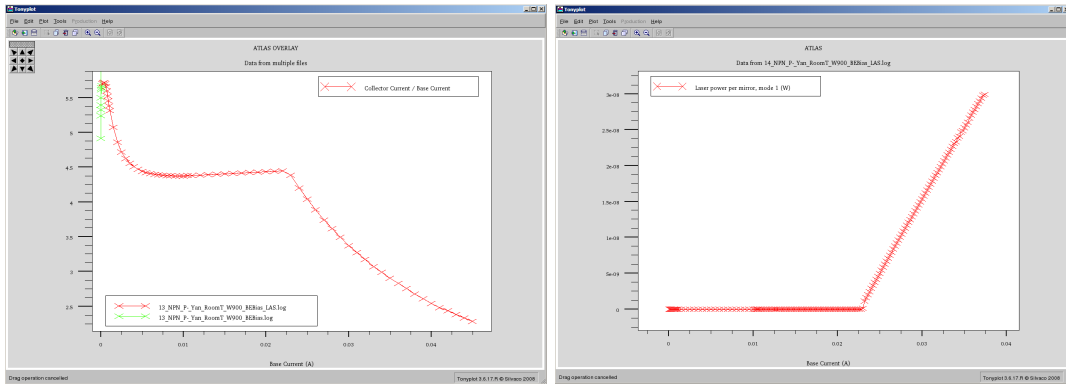 Tonyplot
File Edit Plot Tools Production Help
ATLAS OVERLAY
Data from multiple files
Collector Current / Base Current
5.5
5
4.5
4
3.5
3
2.5
13_NPN_P-_Yan_RoomT_W900_BEBias_LAS.log
13_NPN_P-_Yan_RoomT_W900_BEBias.log
0 0.01 0.02 0.03 0.04
Base Current (A)
Drag operation cancelled
Tonyplot 3.6.17.R © Silvaco 2008
Tonyplot
File Edit Plot Tools Production Help
ATLAS
Data from 14_NPN_P-_Yan_RoomT_W900_BEBias_LAS.log
Laser power per mirror, mode 1 (W)
3e-08
2.5e-08
2e-08
1.5e-08
1e-08
5e-09
0
0 0.01 0.02 0.03 0.04
Base Current (A)
Drag operation cancelled
Tonyplot 3.6.17.R © Silvaco 2008